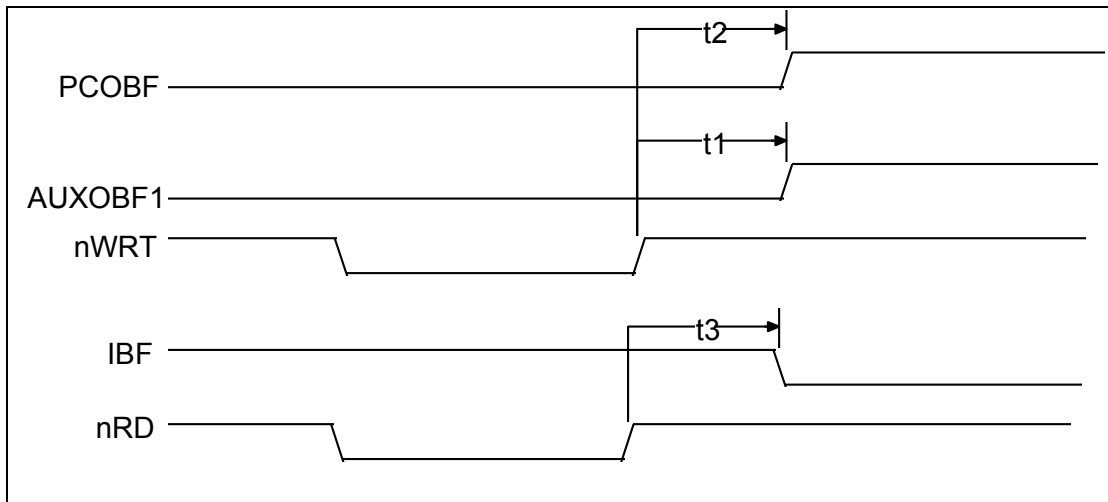 t2
PCOBF
t1
AUXOBF1
nWRT
t3
IBF
nRD